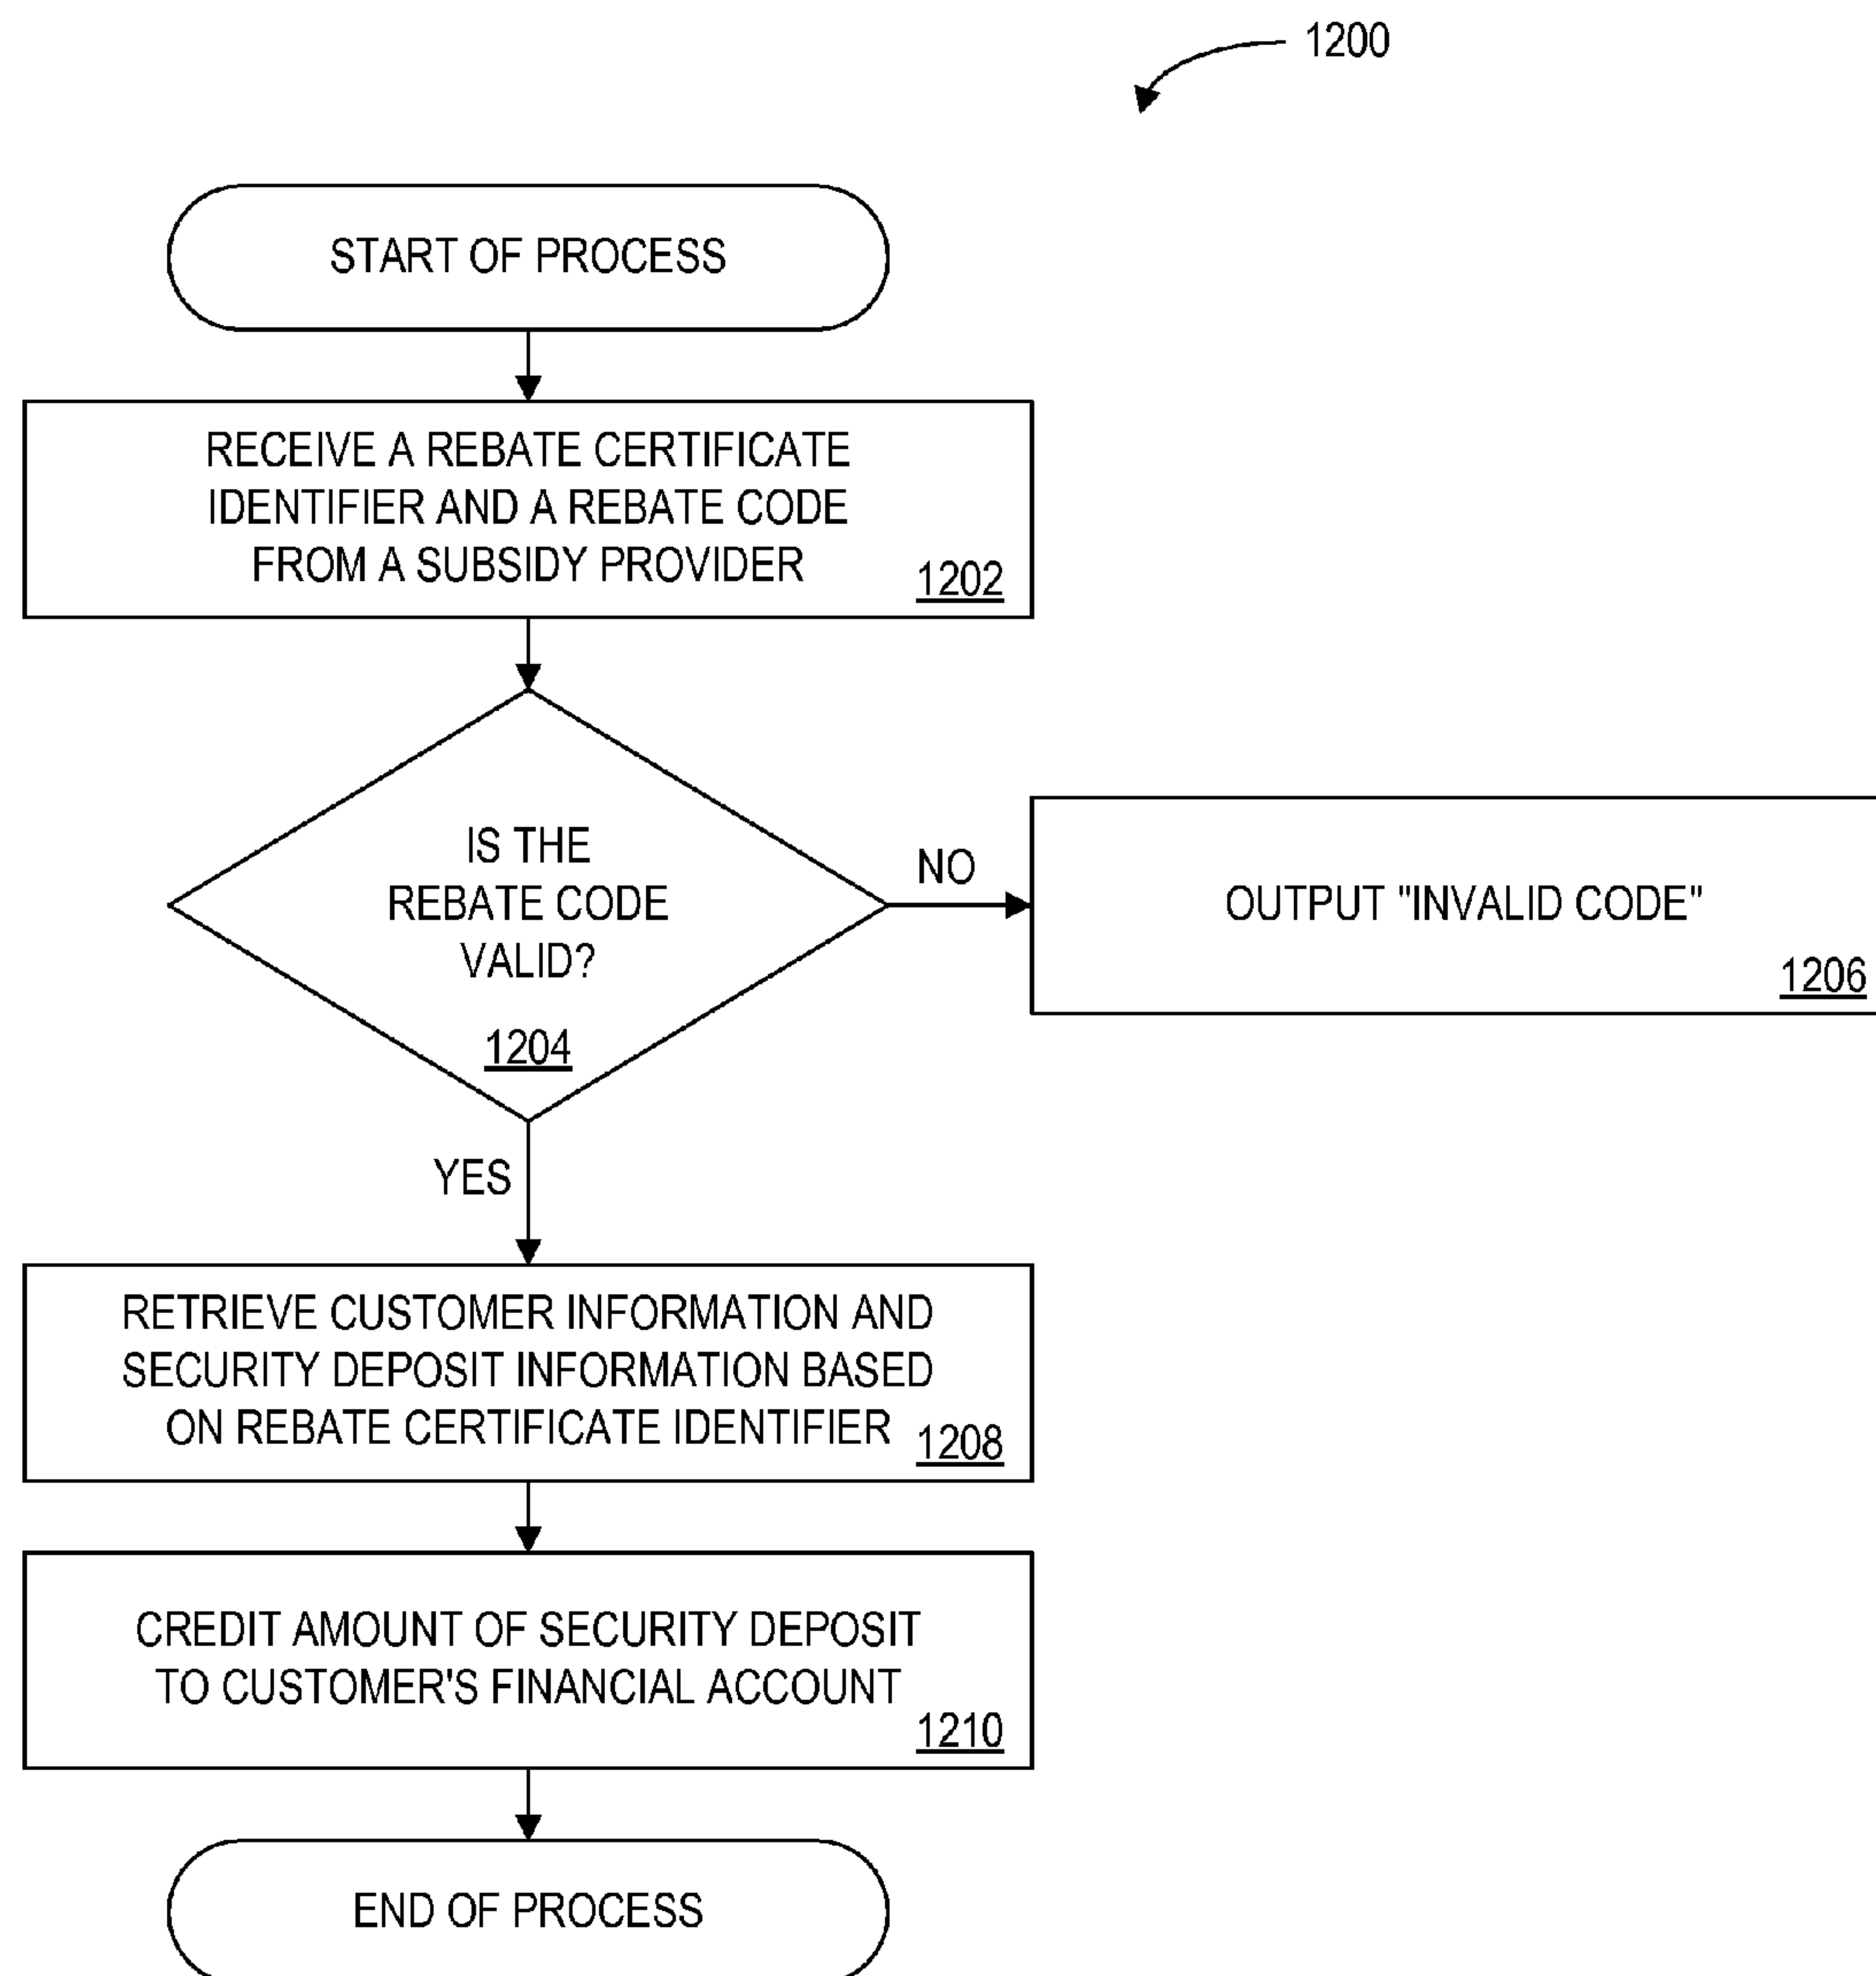 1200
START OF PROCESS
RECEIVE A REBATE CERTIFICATE
IDENTIFIER AND A REBATE CODE
FROM A SUBSIDY PROVIDER
1202
IS THE
REBATE CODE
VALID?
1204
NO
OUTPUT "INVALID CODE"
1206
YES
RETRIEVE CUSTOMER INFORMATION AND
SECURITY DEPOSIT INFORMATION BASED
ON REBATE CERTIFICATE IDENTIFIER
1208
CREDIT AMOUNT OF SECURITY DEPOSIT
TO CUSTOMER'S FINANCIAL ACCOUNT
1210
END OF PROCESS